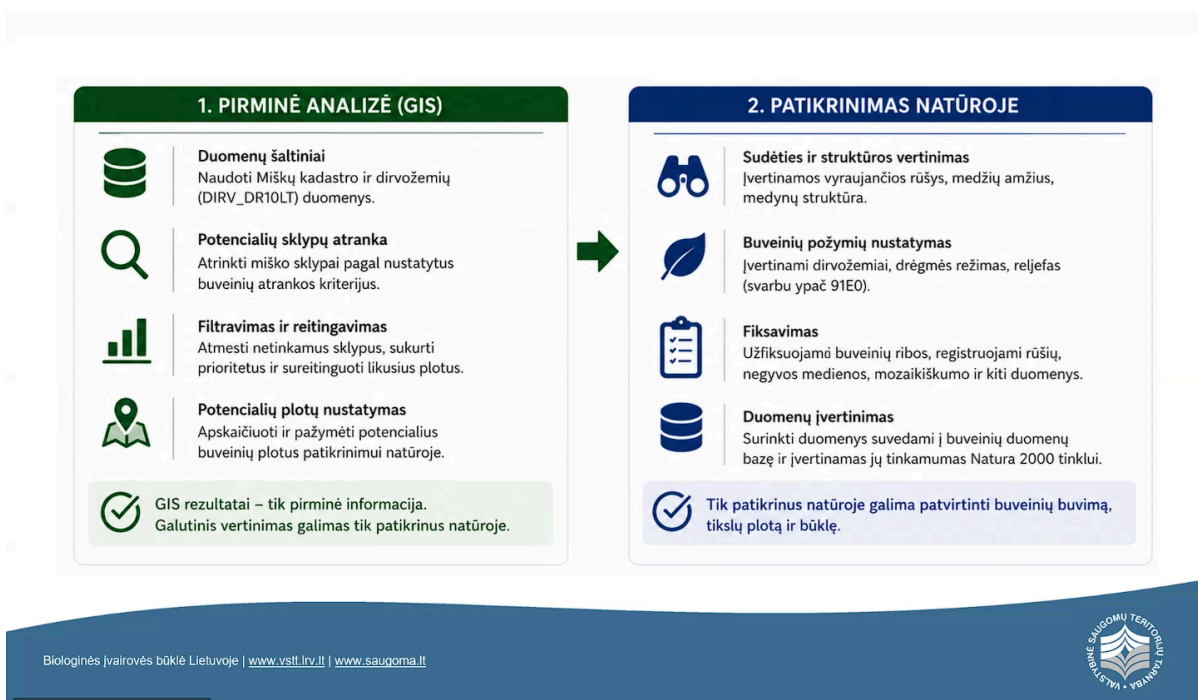 1. PIRMINĖ ANALIZĖ (GIS)
Duomenų šaltiniai
Naudoti Miškų kadastro ir dirvožemių
(DIRV_DR10LT) duomenys.
Potencialių sklypų atranka
Atrinkti miško sklypai pagal nustatytus
buveinių atrankos kriterijus.
Filtravimas ir reitingavimas
Atmesti netinkamus sklypus, sukurti
prioritetus ir sureitinguoti likusius plotus.
Potencialių plotų nustatymas
Apskaičiuoti ir pažymėti potencialius
buveinių plotus patikrinimui natūroje.
GIS rezultatai – tik pirminė informacija.
Galutinis vertinimas galimas tik patikrinus natūroje.
2. PATIKRINIMAS NATŪROJE
Sudėties ir struktūros vertinimas
Įvertinamos vyraujančios rūšys, medžių amžius,
medynų struktūra.
Buveinių požymių nustatymas
Įvertinami dirvožemiai, drėgmės režimas, reljefas
(svarbu ypač 91E0).
Fiksavimas
Užfiksuojamo buveinių ribos, registruojami rūšių,
negyvos medienos, mozaikiškumo ir kiti duomenys.
Duomenų įvertinimas
Surinkti duomenys suvedami į buveinių duomenų
bazę ir įvertinamas jų tinkamumas Natura 2000 tinklui.
Tik patikrinus natūroje galima patvirtinti buveinių buvimą,
tikslų plotą ir būklę.
Biologinės įvairovės būklė Lietuvoje | www.vstt.lrv.lt | www.saugoma.lt
VALSTYBINĖ SAUGOMŲ TERITORIJŲ TARNYBA